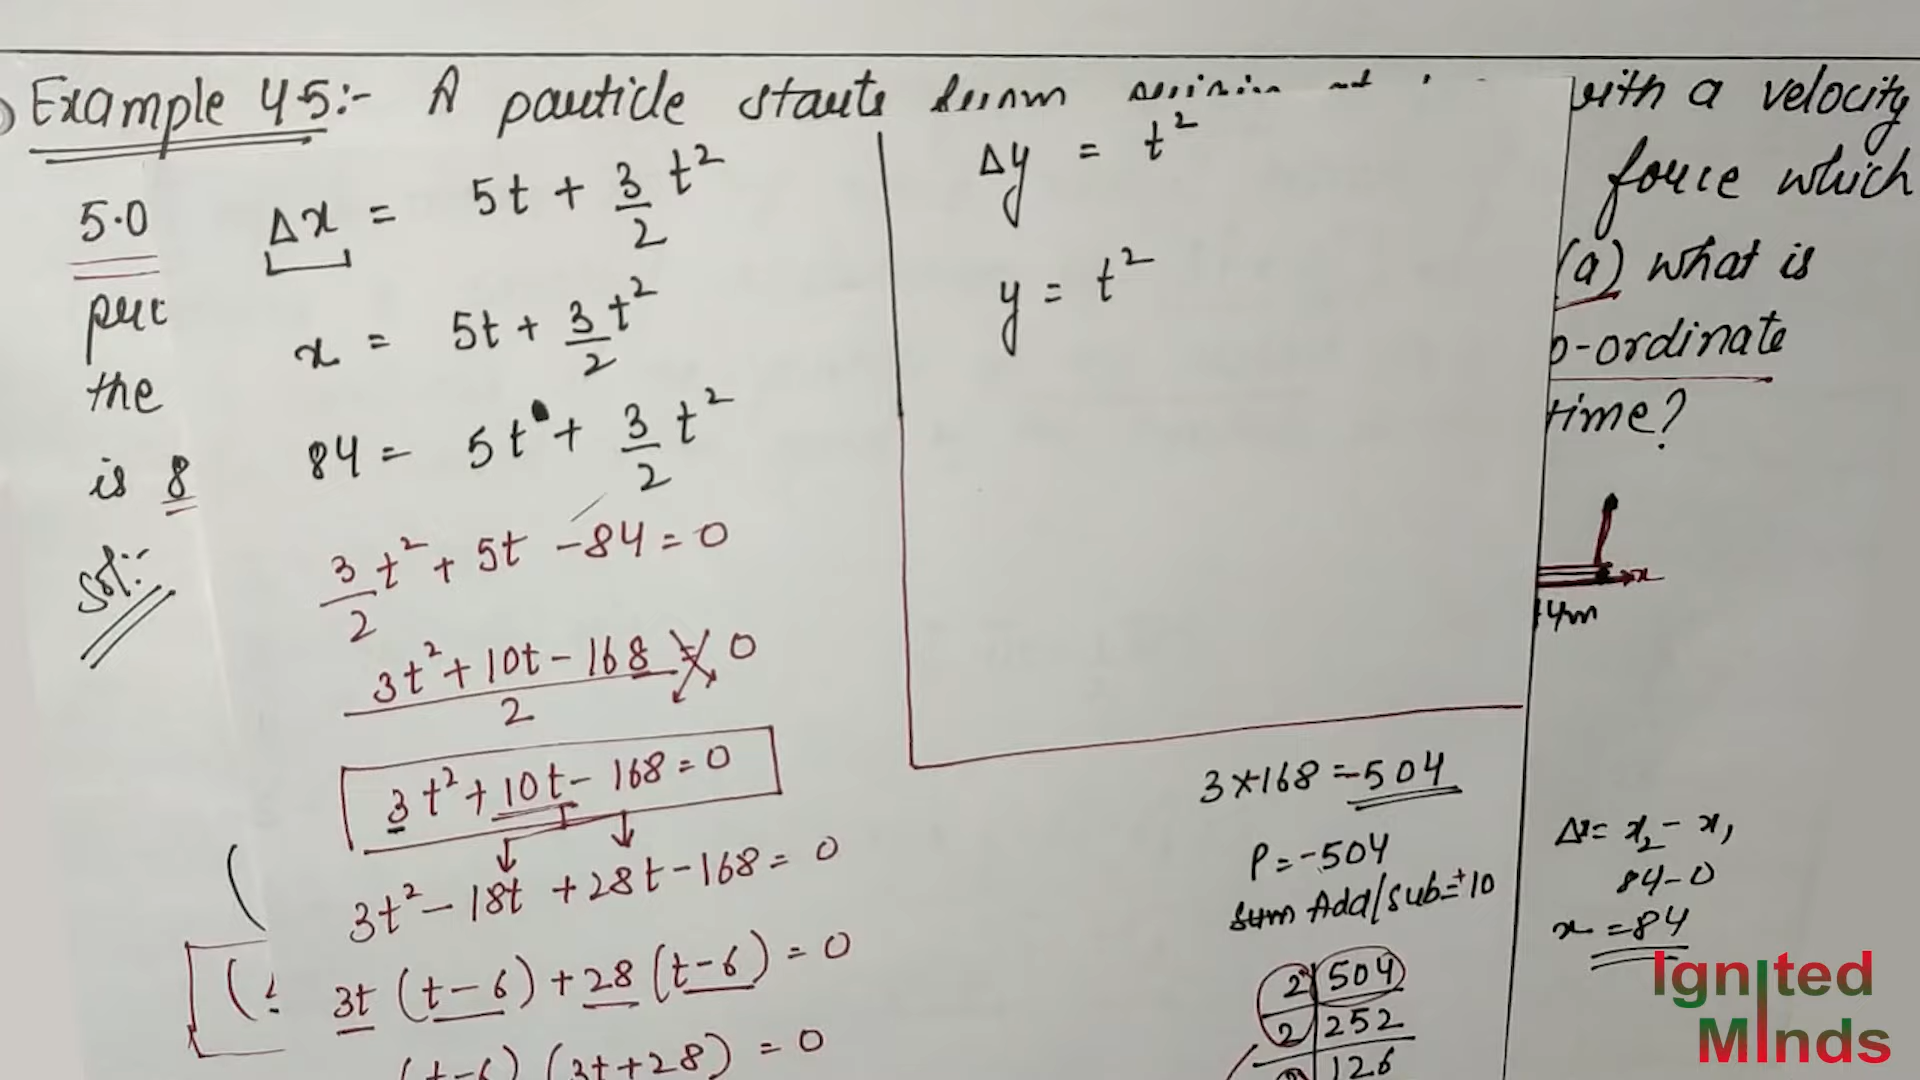 Example 45:- A particle starts from origin at with a velocity
5.0 force which
(a) what is
the o-ordinate
is 8 time?
Sol:-
Δx = 5t + 3/2 t²
x = 5t + 3/2 t²
84 = 5t + 3/2 t²
3/2 t² + 5t - 84 = 0
3t² + 10t - 168 = 0
2
3t² + 10t - 168 = 0
3t² - 18t + 28t - 168 = 0
3t (t-6) + 28 (t-6) = 0
(t-6) (3t+28) = 0
Δy = t²
y = t²
x
4m
3×168 = -504
P = -504
Sum Add/Sub = +10
2 | 504
2 | 252
126
Δx = x₂ - x₁
84-0
x = 84
Ignited
Minds